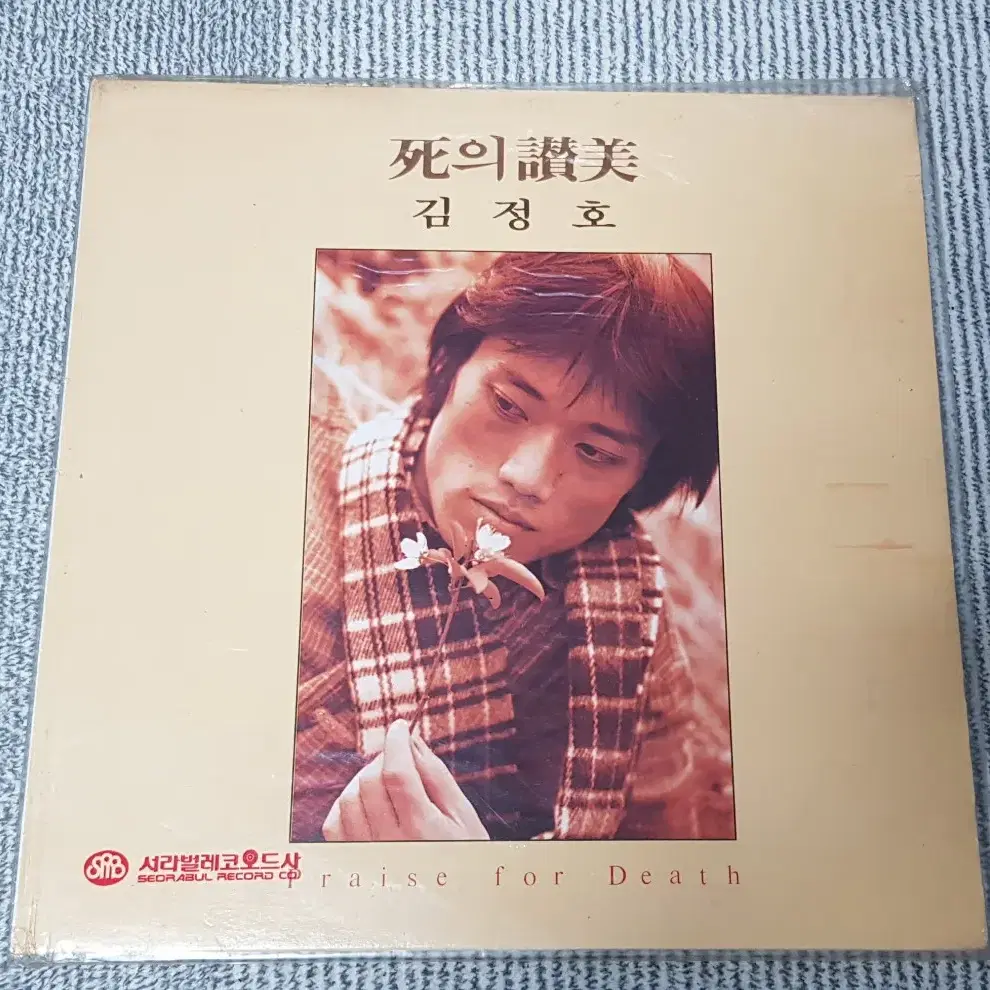 死의 讃美
김정호
서라벌레코오드사
SEORABUL RECORD CO
Praise for Death